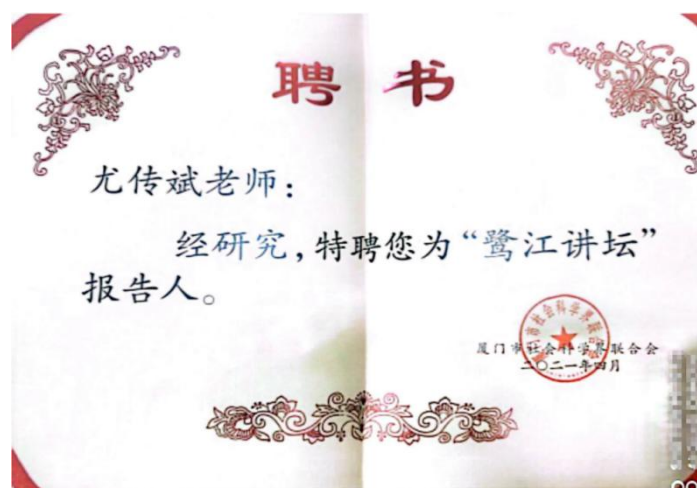 聘书
尤传斌老师：
经研究，特聘您为“鹭江讲坛”
报告人。
厦门市社会科学界联合会
二〇二一年四月